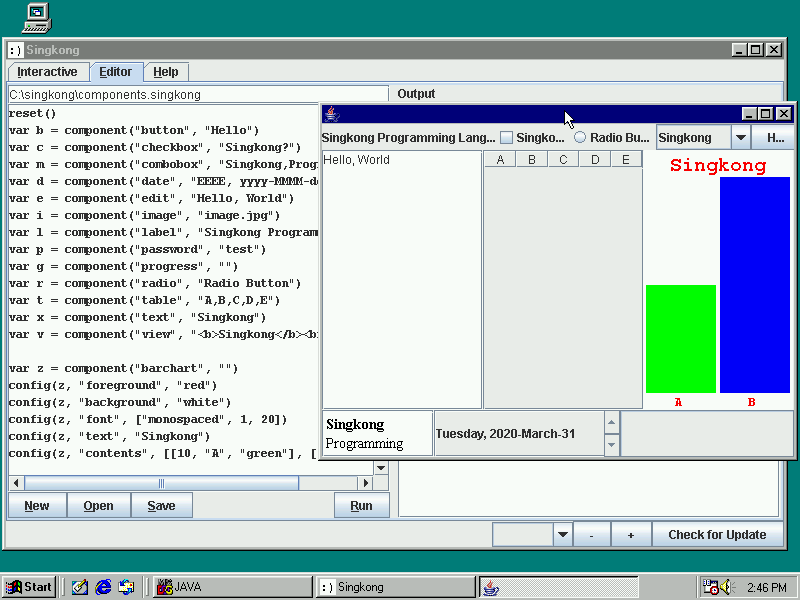 :) Singkong
Interactive Editor Help
C:\singkong\components.singkong
Output
reset()
var b = component("button", "Hello")
var c = component("checkbox", "Singkong?")
var m = component("combobox", "Singkong,Prog
var d = component("date", "EEEE, yyyy-MMMM-d
var e = component("edit", "Hello, World")
var i = component("image", "image.jpg")
var l = component("label", "Singkong Program
var p = component("password", "test")
var g = component("progress", "")
var r = component("radio", "Radio Button")
var t = component("table", "A,B,C,D,E")
var x = component("text", "Singkong")
var v = component("view", "<b>Singkong</b><b
var z = component("barchart", "")
config(z, "foreground", "red")
config(z, "background", "white")
config(z, "font", ["monospaced", 1, 20])
config(z, "text", "Singkong")
config(z, "contents", [[10, "A", "green"], [
Singkong Programming Lang... Singko... Radio Bu... Singkong H...
Hello, World
A B C D E
Singkong
A B
Singkong
Programming
Tuesday, 2020-March-31
New Open Save Run
- + Check for Update
Start JAVA :) Singkong 2:46 PM